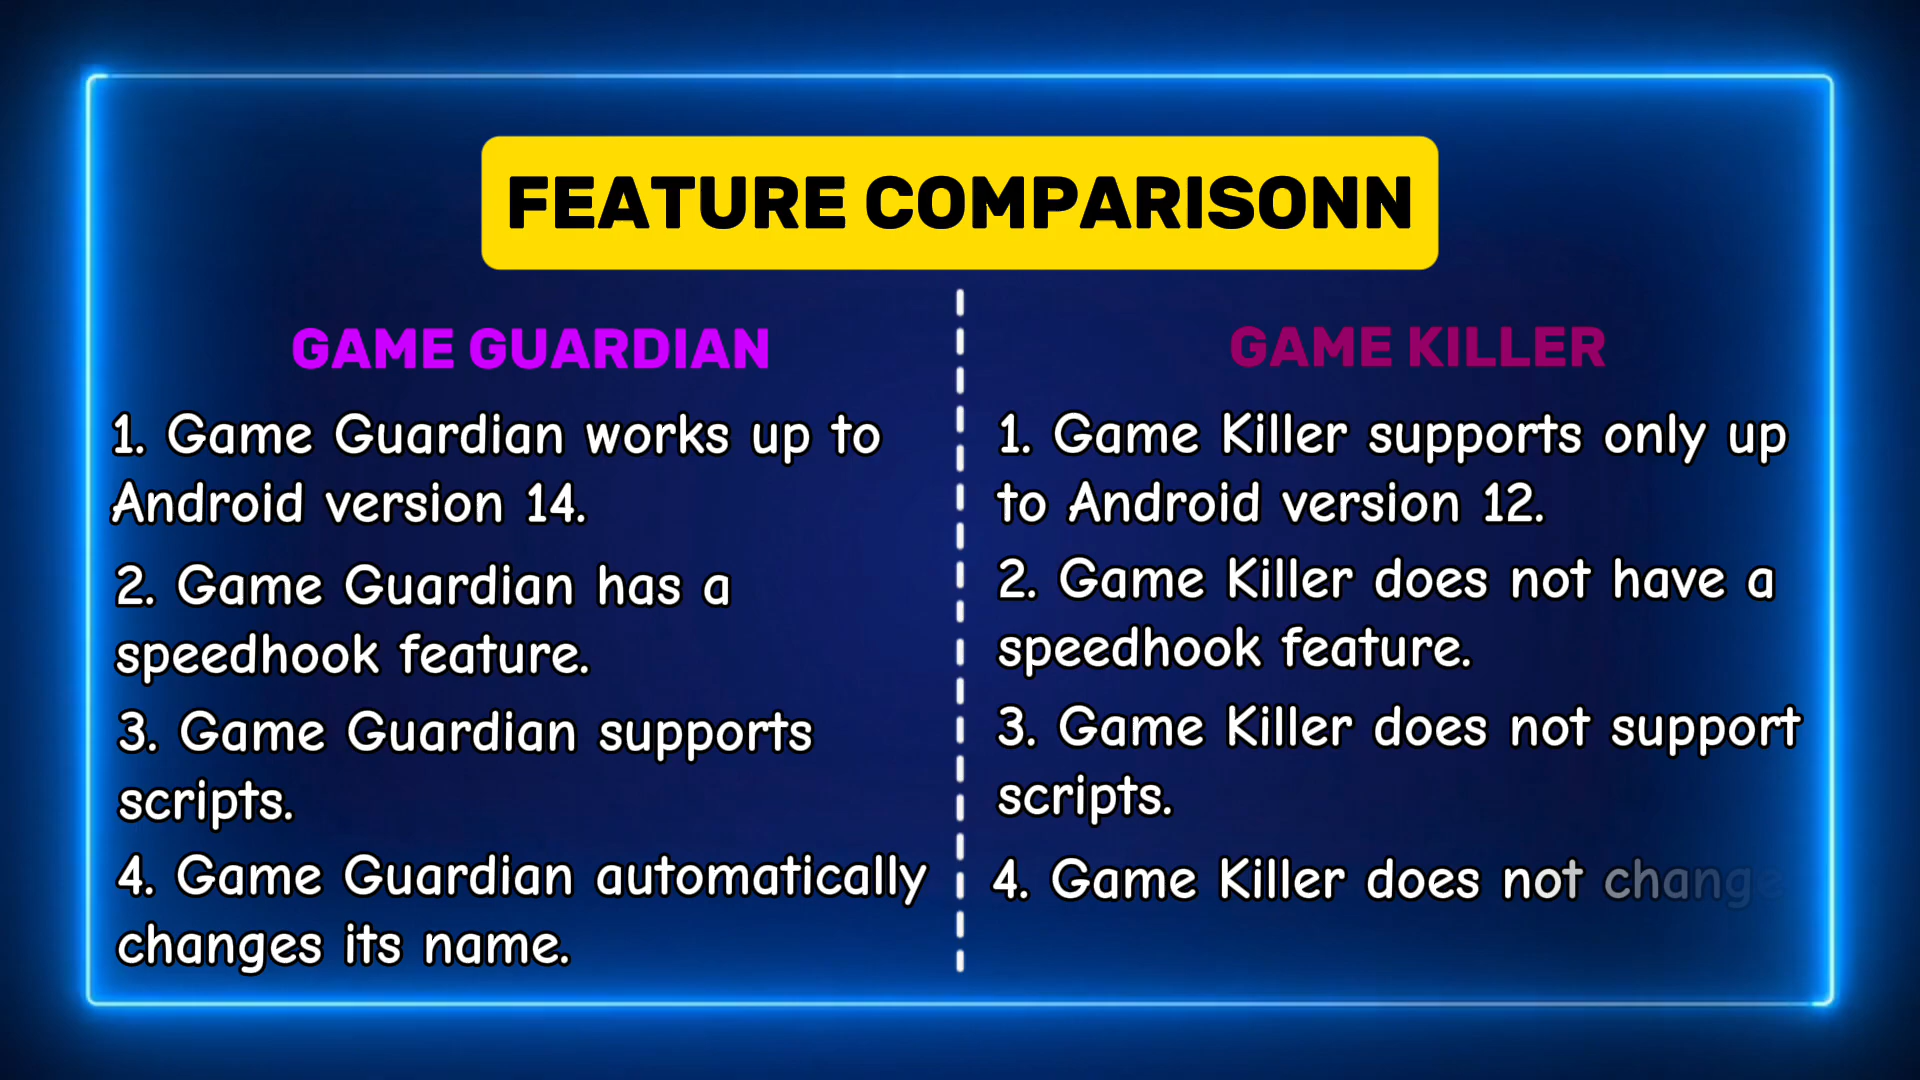 FEATURE COMPARISONN
GAME GUARDIAN
1. Game Guardian works up to
Android version 14.
2. Game Guardian has a
speedhook feature.
3. Game Guardian supports
scripts.
4. Game Guardian automatically
changes its name.
GAME KILLER
1. Game Killer supports only up
to Android version 12.
2. Game Killer does not have a
speedhook feature.
3. Game Killer does not support
scripts.
4. Game Killer does not change